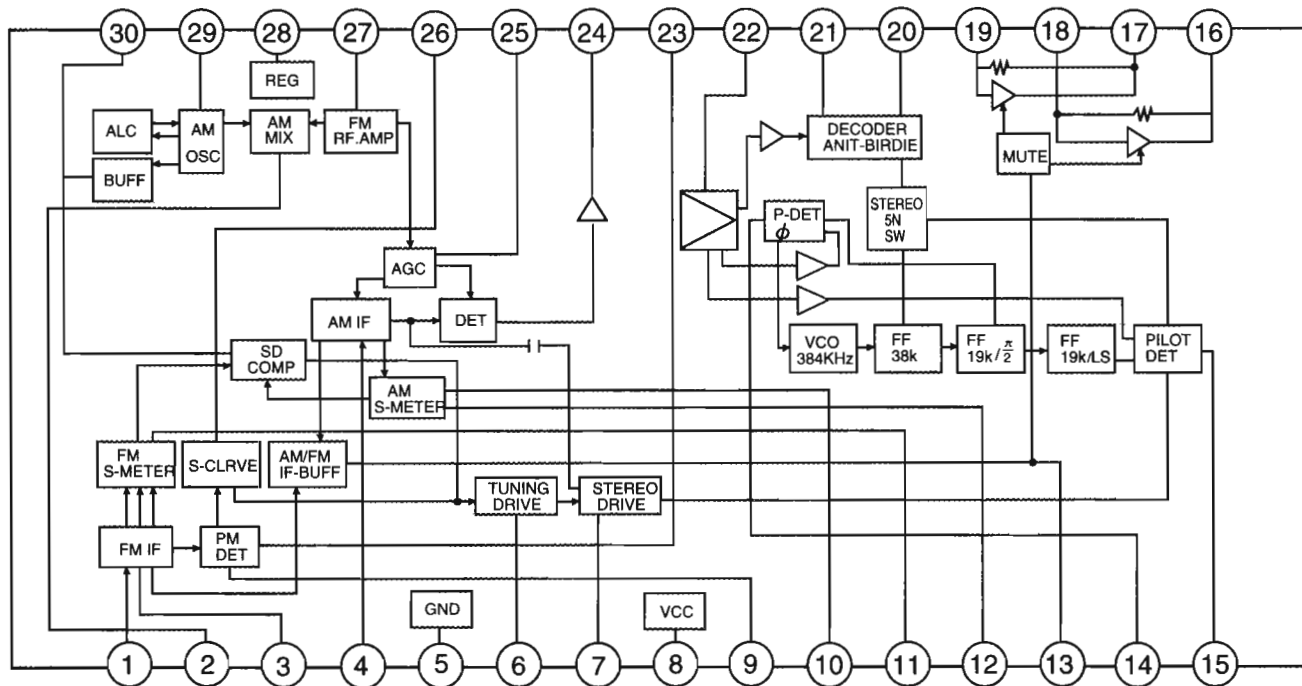 30 29 28 27 26 25 24 23 22 21 20 19 18 17 16
REG
ALC
AM
OSC
AM
MIX
FM
RF.AMP
BUFF
DECODER
ANIT-BIRDIE
MUTE
STEREO
5N
SW
P-DET
ϕ
AGC
AM IF
DET
SD
COMP
AM
S-METER
VCO
384KHz
FF
38k
FF
19k/π/2
FF
19k/LS
PILOT
DET
FM
S-METER
S-CLRVE
AM/FM
IF-BUFF
TUNING
DRIVE
STEREO
DRIVE
FM IF
PM
DET
GND
VCC
1 2 3 4 5 6 7 8 9 10 11 12 13 14 15